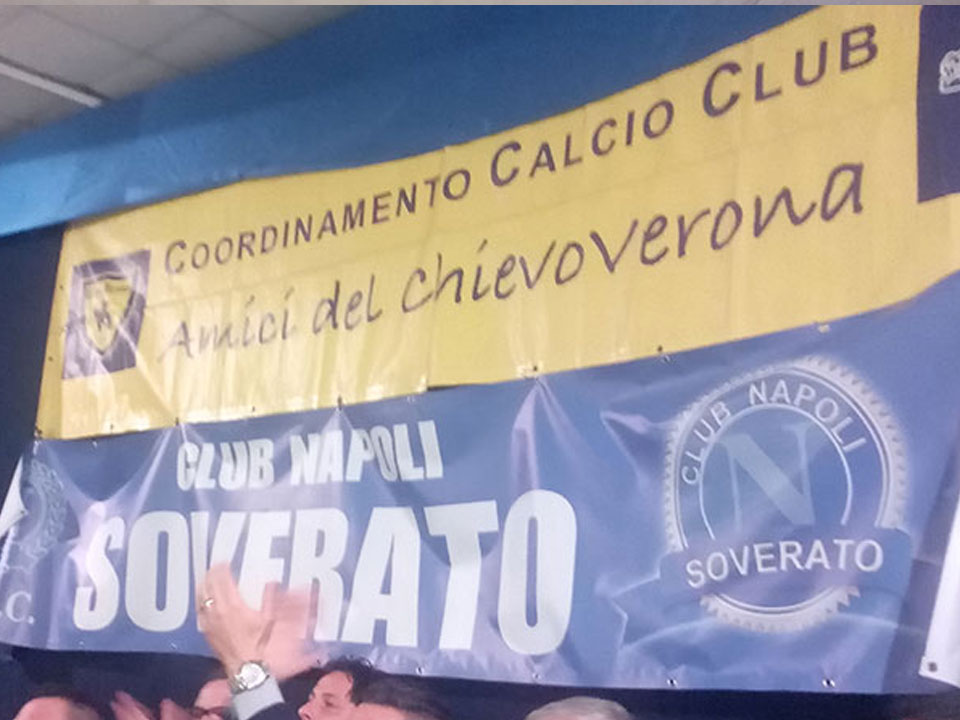 COORDINAMENTO CALCIO CLUB
Amici del chievoverona
CLUB NAPOLI
SOVERATO
CLUB NAPOLI
N
SOVERATO
.C.